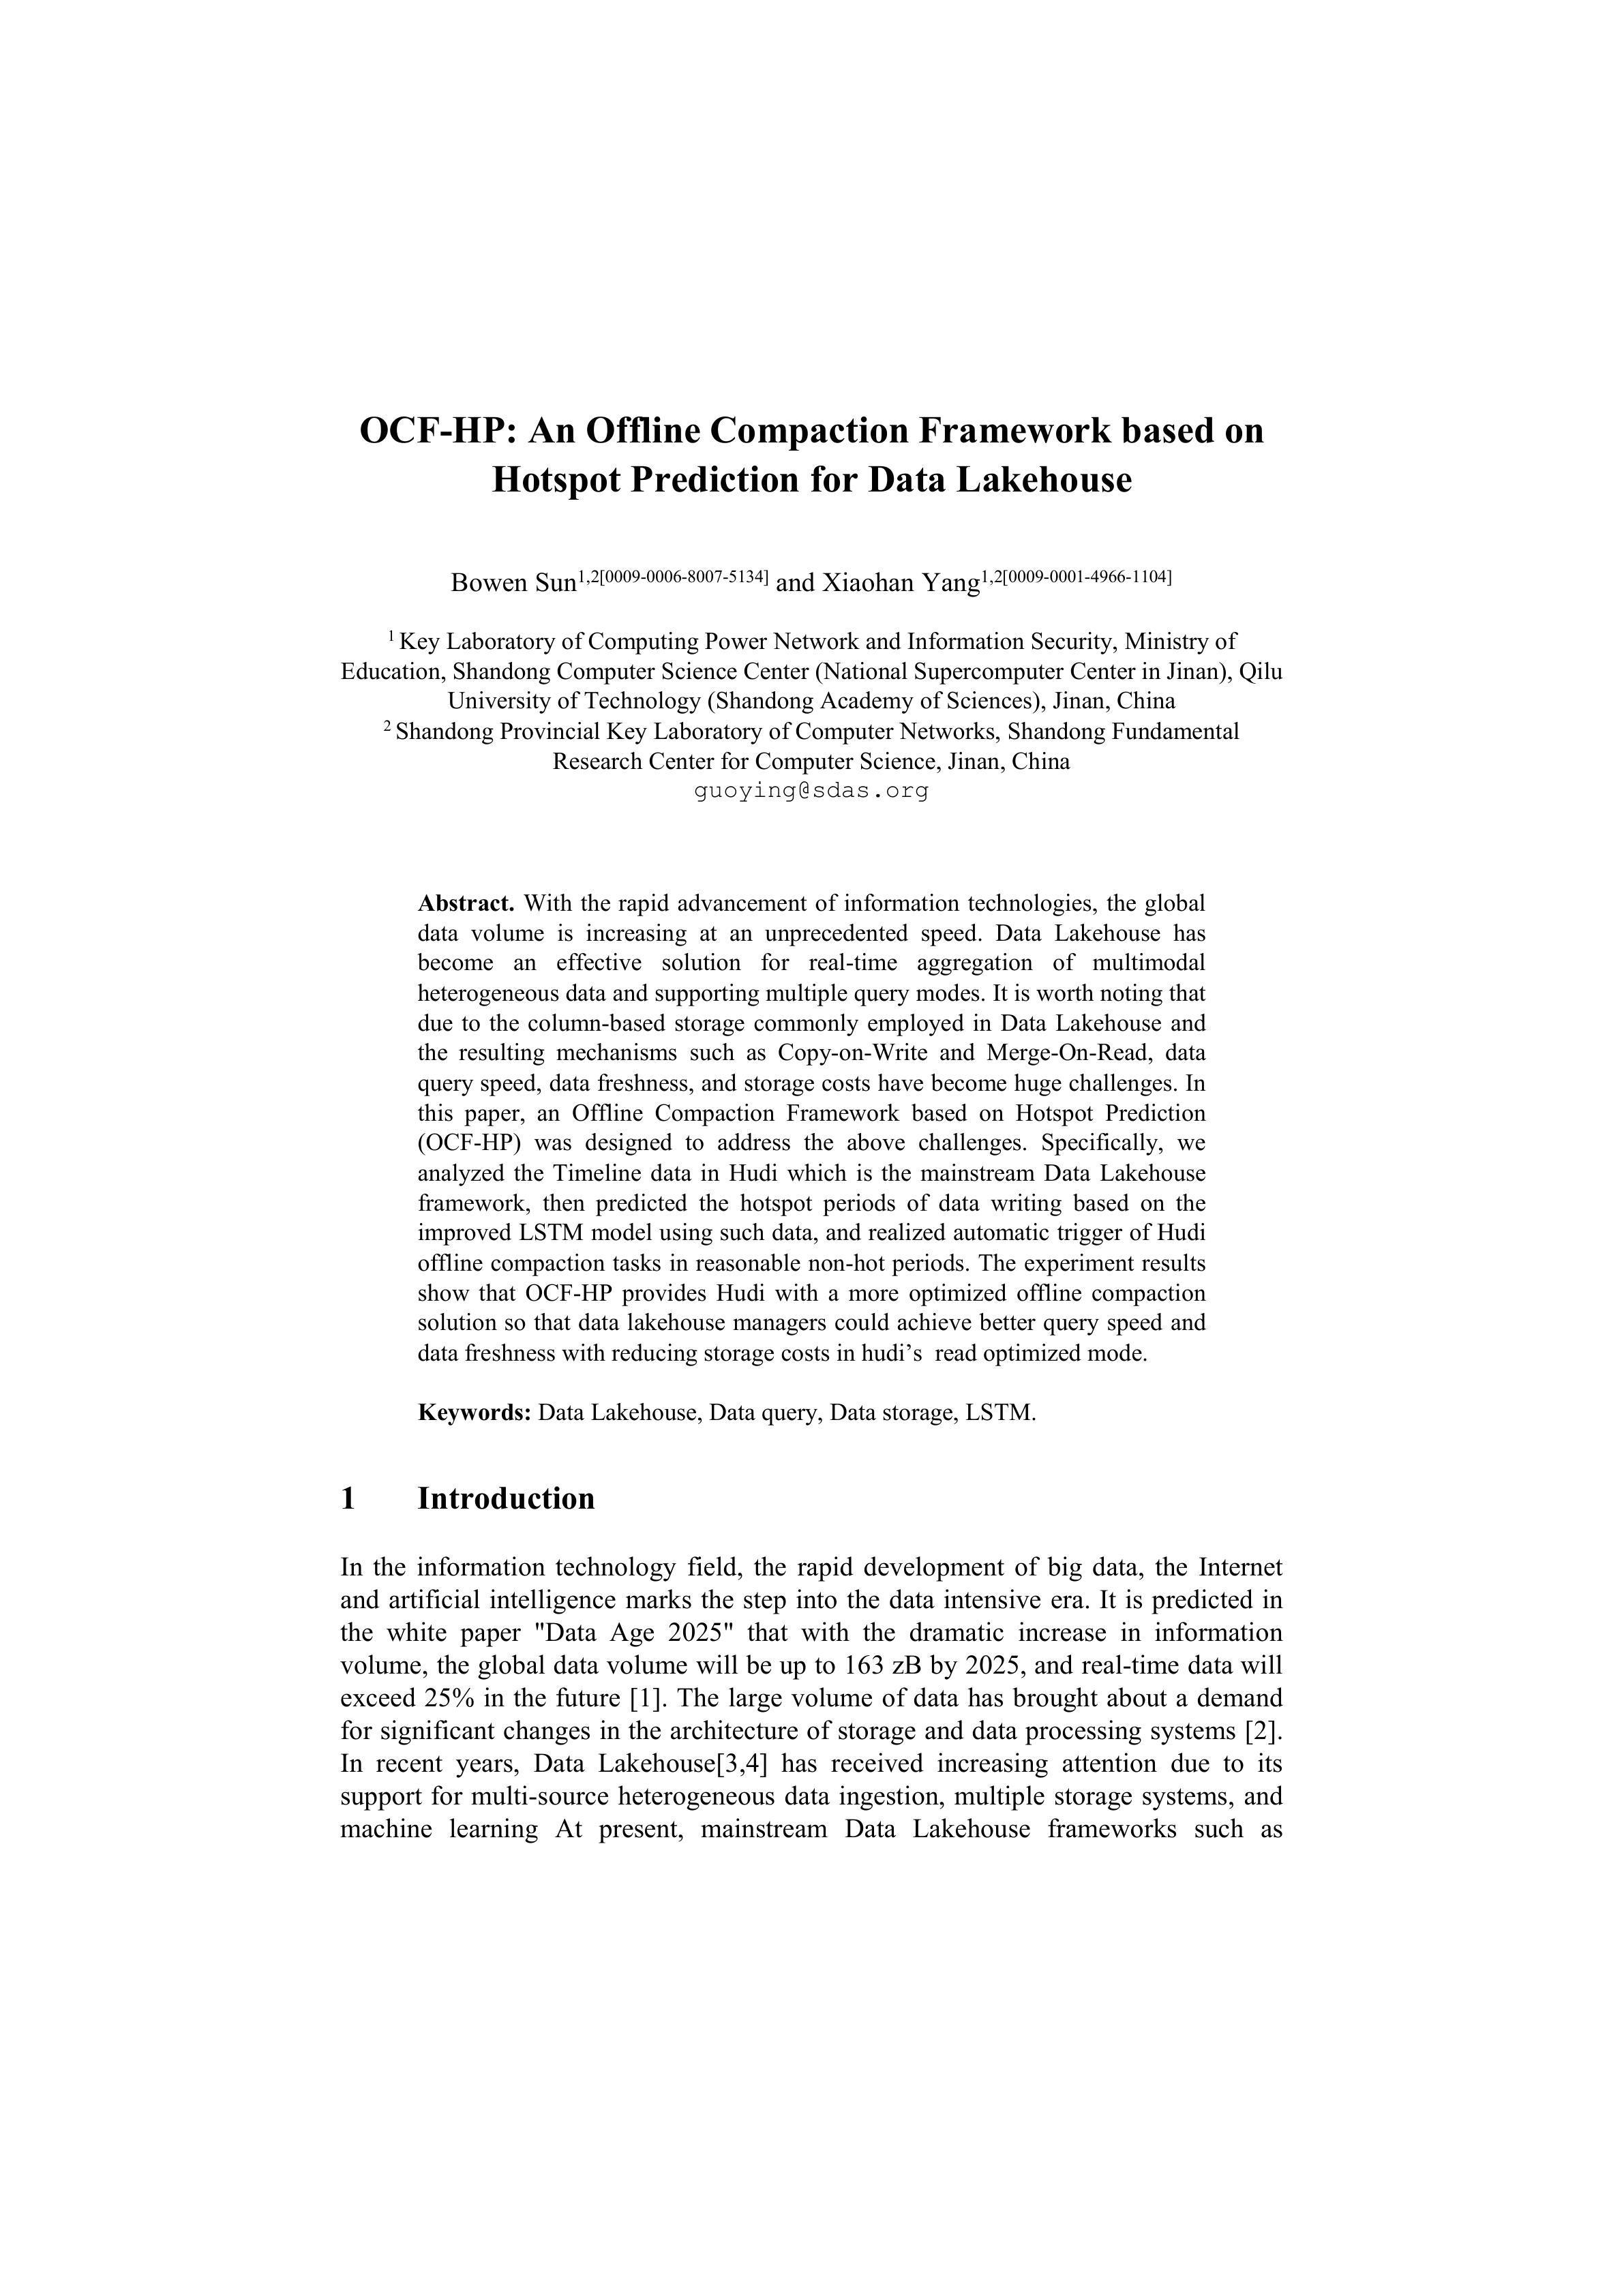 OCF-HP: An Offline Compaction Framework based on
Hotspot Prediction for Data Lakehouse
Bowen Sun1,2[0009-0006-8007-5134] and Xiaohan Yang1,2[0009-0001-4966-1104]
1 Key Laboratory of Computing Power Network and Information Security, Ministry of
Education, Shandong Computer Science Center (National Supercomputer Center in Jinan), Qilu
University of Technology (Shandong Academy of Sciences), Jinan, China
2 Shandong Provincial Key Laboratory of Computer Networks, Shandong Fundamental
Research Center for Computer Science, Jinan, China
guoying@sdas.org
Abstract. With the rapid advancement of information technologies, the global
data volume is increasing at an unprecedented speed. Data Lakehouse has
become an effective solution for real-time aggregation of multimodal
heterogeneous data and supporting multiple query modes. It is worth noting that
due to the column-based storage commonly employed in Data Lakehouse and
the resulting mechanisms such as Copy-on-Write and Merge-On-Read, data
query speed, data freshness, and storage costs have become huge challenges. In
this paper, an Offline Compaction Framework based on Hotspot Prediction
(OCF-HP) was designed to address the above challenges. Specifically, we
analyzed the Timeline data in Hudi which is the mainstream Data Lakehouse
framework, then predicted the hotspot periods of data writing based on the
improved LSTM model using such data, and realized automatic trigger of Hudi
offline compaction tasks in reasonable non-hot periods. The experiment results
show that OCF-HP provides Hudi with a more optimized offline compaction
solution so that data lakehouse managers could achieve better query speed and
data freshness with reducing storage costs in hudi's read optimized mode.
Keywords: Data Lakehouse, Data query, Data storage, LSTM.
1 Introduction
In the information technology field, the rapid development of big data, the Internet
and artificial intelligence marks the step into the data intensive era. It is predicted in
the white paper "Data Age 2025" that with the dramatic increase in information
volume, the global data volume will be up to 163 zB by 2025, and real-time data will
exceed 25% in the future [1]. The large volume of data has brought about a demand
for significant changes in the architecture of storage and data processing systems [2].
In recent years, Data Lakehouse[3,4] has received increasing attention due to its
support for multi-source heterogeneous data ingestion, multiple storage systems, and
machine learning At present, mainstream Data Lakehouse frameworks such as